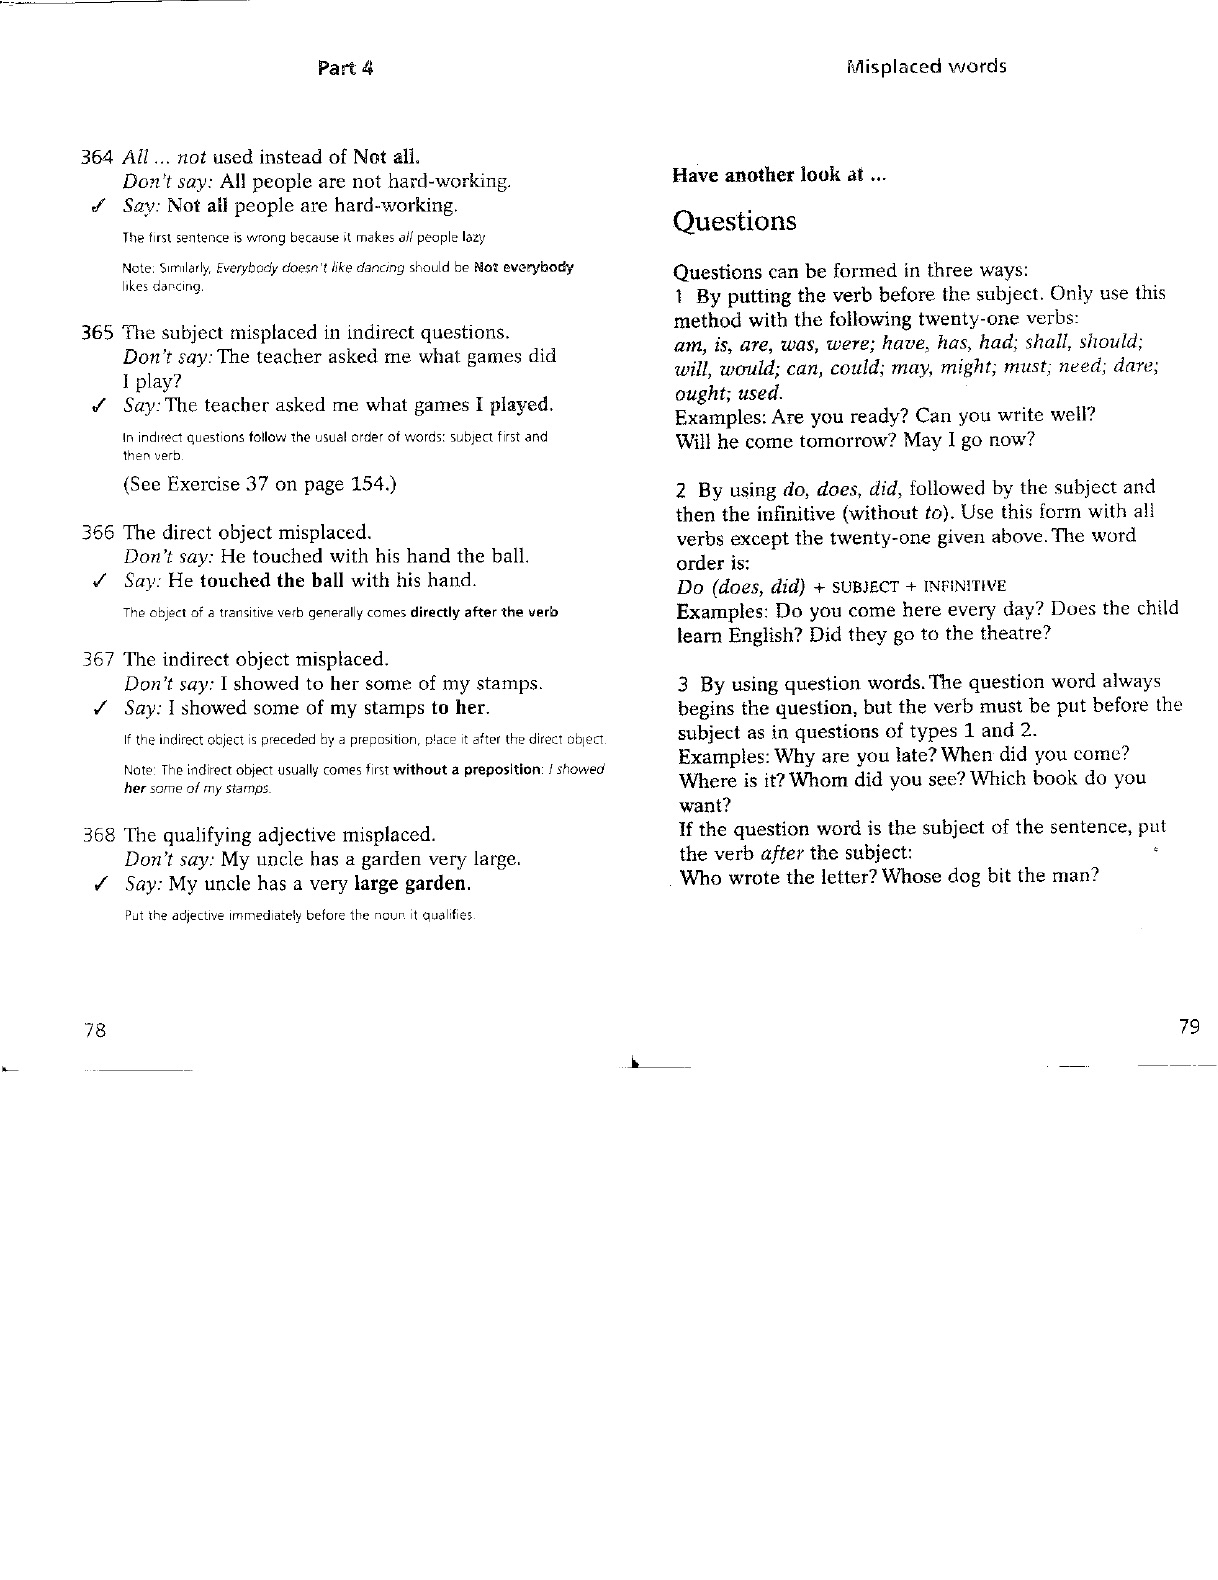 Part 4
364 All ... not used instead of Not all.
Don't say: All people are not hard-working.
✓ Say: Not all people are hard-working.
The first sentence is wrong because it makes all people lazy
Note: Similarly, Everybody doesn't like dancing should be Not everybody
likes dancing.
365 The subject misplaced in indirect questions.
Don't say: The teacher asked me what games did
I play?
✓ Say: The teacher asked me what games I played.
In indirect questions follow the usual order of words: subject first and
then verb.
(See Exercise 37 on page 154.)
366 The direct object misplaced.
Don't say: He touched with his hand the ball.
✓ Say: He touched the ball with his hand.
The object of a transitive verb generally comes directly after the verb
367 The indirect object misplaced.
Don't say: I showed to her some of my stamps.
✓ Say: I showed some of my stamps to her.
If the indirect object is preceded by a preposition, place it after the direct object.
Note: The indirect object usually comes first without a preposition: I showed
her some of my stamps.
368 The qualifying adjective misplaced.
Don't say: My uncle has a garden very large.
✓ Say: My uncle has a very large garden.
Put the adjective immediately before the noun it qualifies.
78
Misplaced words
Have another look at ...
Questions
Questions can be formed in three ways:
1 By putting the verb before the subject. Only use this
method with the following twenty-one verbs:
am, is, are, was, were; have, has, had; shall, should;
will, would; can, could; may, might; must; need; dare;
ought; used.
Examples: Are you ready? Can you write well?
Will he come tomorrow? May I go now?
2 By using do, does, did, followed by the subject and
then the infinitive (without to). Use this form with all
verbs except the twenty-one given above. The word
order is:
Do (does, did) + SUBJECT + INFINITIVE
Examples: Do you come here every day? Does the child
learn English? Did they go to the theatre?
3 By using question words. The question word always
begins the question, but the verb must be put before the
subject as in questions of types 1 and 2.
Examples: Why are you late? When did you come?
Where is it? Whom did you see? Which book do you
want?
If the question word is the subject of the sentence, put
the verb after the subject:
Who wrote the letter? Whose dog bit the man?
79